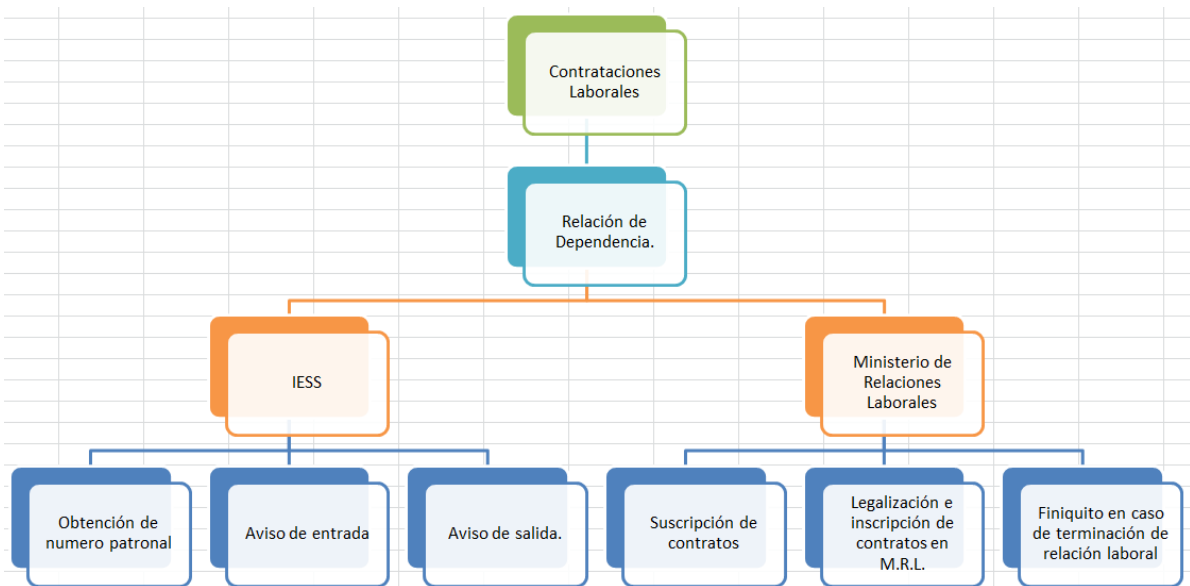 Contrataciones
Laborales
Relación de
Dependencia.
IESS
Ministerio de
Relaciones
Laborales
Obtención de
numero patronal
Aviso de entrada
Aviso de salida.
Suscripción de
contratos
Legalización e
inscripción de
contratos en
M.R.L.
Finiquito en caso
de terminación de
relación laboral